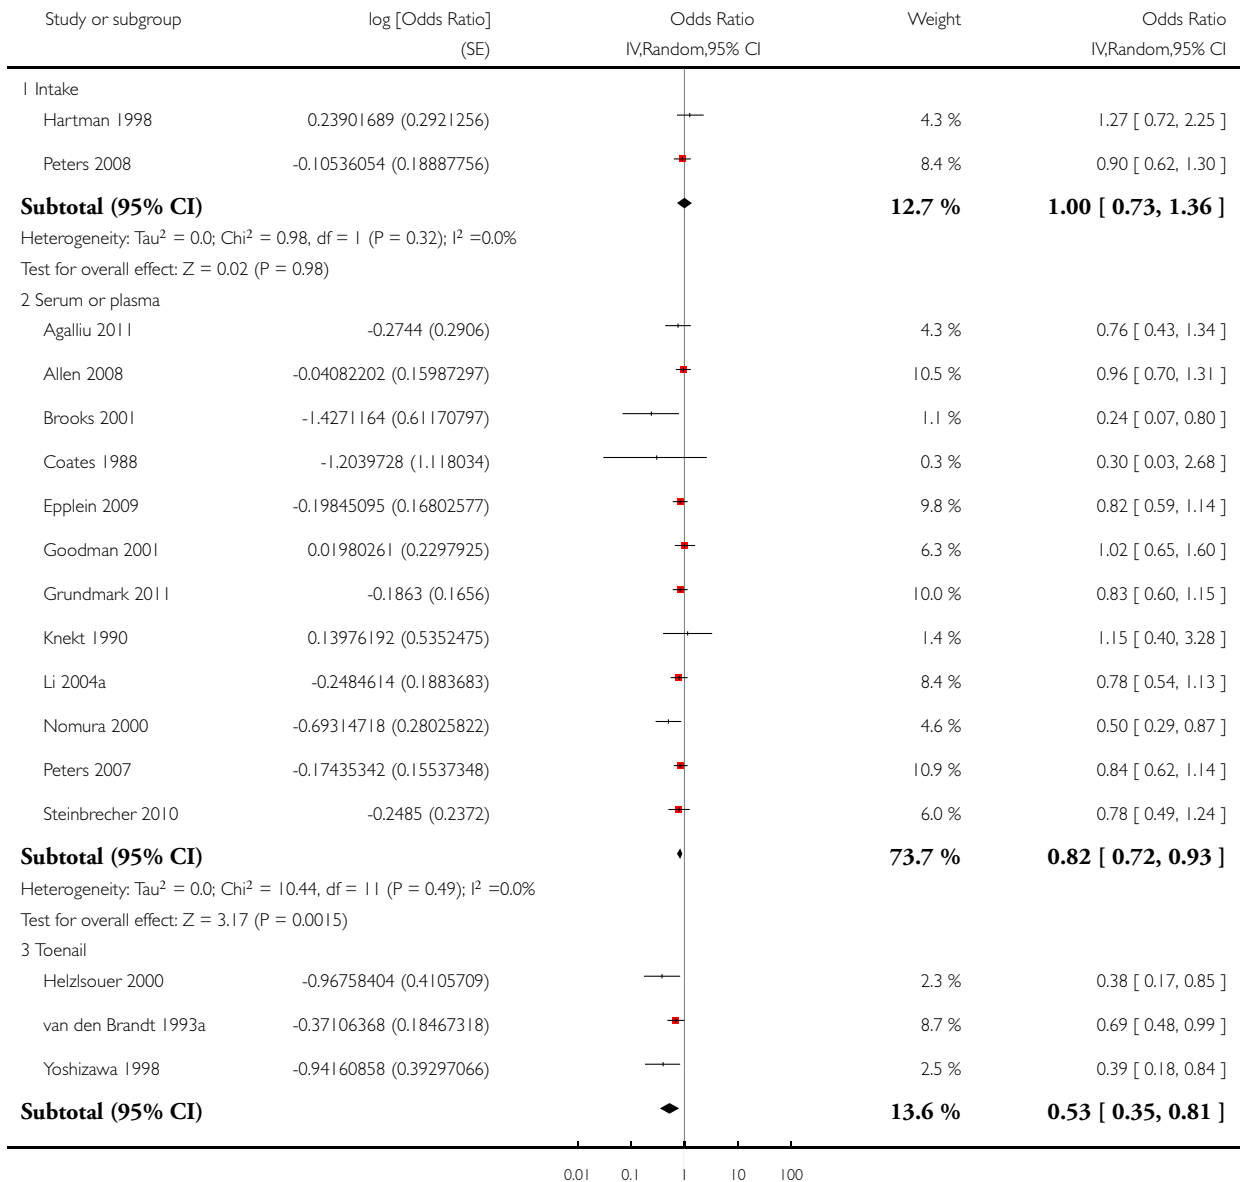 Study or subgroup log [Odds Ratio] Odds Ratio Weight Odds Ratio
(SE) IV,Random,95% CI IV,Random,95% CI
1 Intake
Hartman 1998 0.23901689 (0.2921256) 4.3 % 1.27 [ 0.72, 2.25 ]
Peters 2008 -0.10536054 (0.18887756) 8.4 % 0.90 [ 0.62, 1.30 ]
Subtotal (95% CI) 12.7 % 1.00 [ 0.73, 1.36 ]
Heterogeneity: Tau² = 0.0; Chi² = 0.98, df = 1 (P = 0.32); I² =0.0%
Test for overall effect: Z = 0.02 (P = 0.98)
2 Serum or plasma
Agalliu 2011 -0.2744 (0.2906) 4.3 % 0.76 [ 0.43, 1.34 ]
Allen 2008 -0.04082202 (0.15987297) 10.5 % 0.96 [ 0.70, 1.31 ]
Brooks 2001 -1.4271164 (0.61170797) 1.1 % 0.24 [ 0.07, 0.80 ]
Coates 1988 -1.2039728 (1.118034) 0.3 % 0.30 [ 0.03, 2.68 ]
Epplein 2009 -0.19845095 (0.16802577) 9.8 % 0.82 [ 0.59, 1.14 ]
Goodman 2001 0.01980261 (0.2297925) 6.3 % 1.02 [ 0.65, 1.60 ]
Grundmark 2011 -0.1863 (0.1656) 10.0 % 0.83 [ 0.60, 1.15 ]
Knekt 1990 0.13976192 (0.5352475) 1.4 % 1.15 [ 0.40, 3.28 ]
Li 2004a -0.2484614 (0.1883683) 8.4 % 0.78 [ 0.54, 1.13 ]
Nomura 2000 -0.69314718 (0.28025822) 4.6 % 0.50 [ 0.29, 0.87 ]
Peters 2007 -0.17435342 (0.15537348) 10.9 % 0.84 [ 0.62, 1.14 ]
Steinbrecher 2010 -0.2485 (0.2372) 6.0 % 0.78 [ 0.49, 1.24 ]
Subtotal (95% CI) 73.7 % 0.82 [ 0.72, 0.93 ]
Heterogeneity: Tau² = 0.0; Chi² = 10.44, df = 11 (P = 0.49); I² =0.0%
Test for overall effect: Z = 3.17 (P = 0.0015)
3 Toenail
Helzlsouer 2000 -0.96758404 (0.4105709) 2.3 % 0.38 [ 0.17, 0.85 ]
van den Brandt 1993a -0.37106368 (0.18467318) 8.7 % 0.69 [ 0.48, 0.99 ]
Yoshizawa 1998 -0.94160858 (0.39297066) 2.5 % 0.39 [ 0.18, 0.84 ]
Subtotal (95% CI) 13.6 % 0.53 [ 0.35, 0.81 ]
0.01 0.1 1 10 100